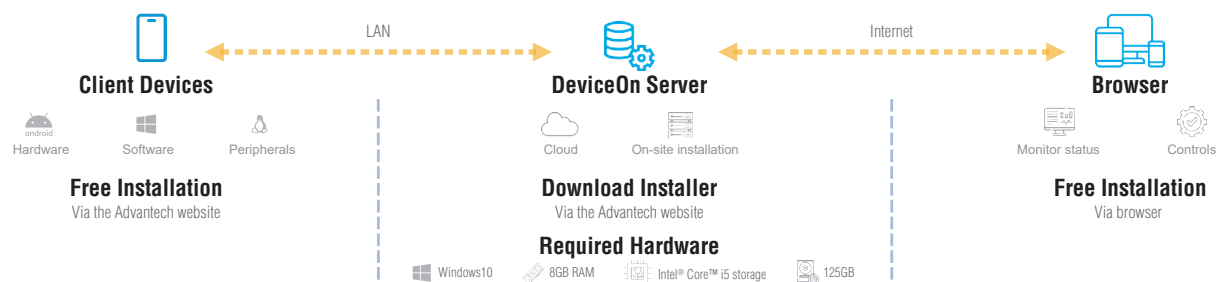 LAN
Internet
Client Devices
DeviceOn Server
Browser
android
Hardware
Software
Peripherals
Cloud
On-site installation
Monitor status
Controls
Free Installation
Via the Advantech website
Download Installer
Via the Advantech website
Free Installation
Via browser
Required Hardware
Windows10
8GB RAM
Intel® Core™ i5 storage
125GB